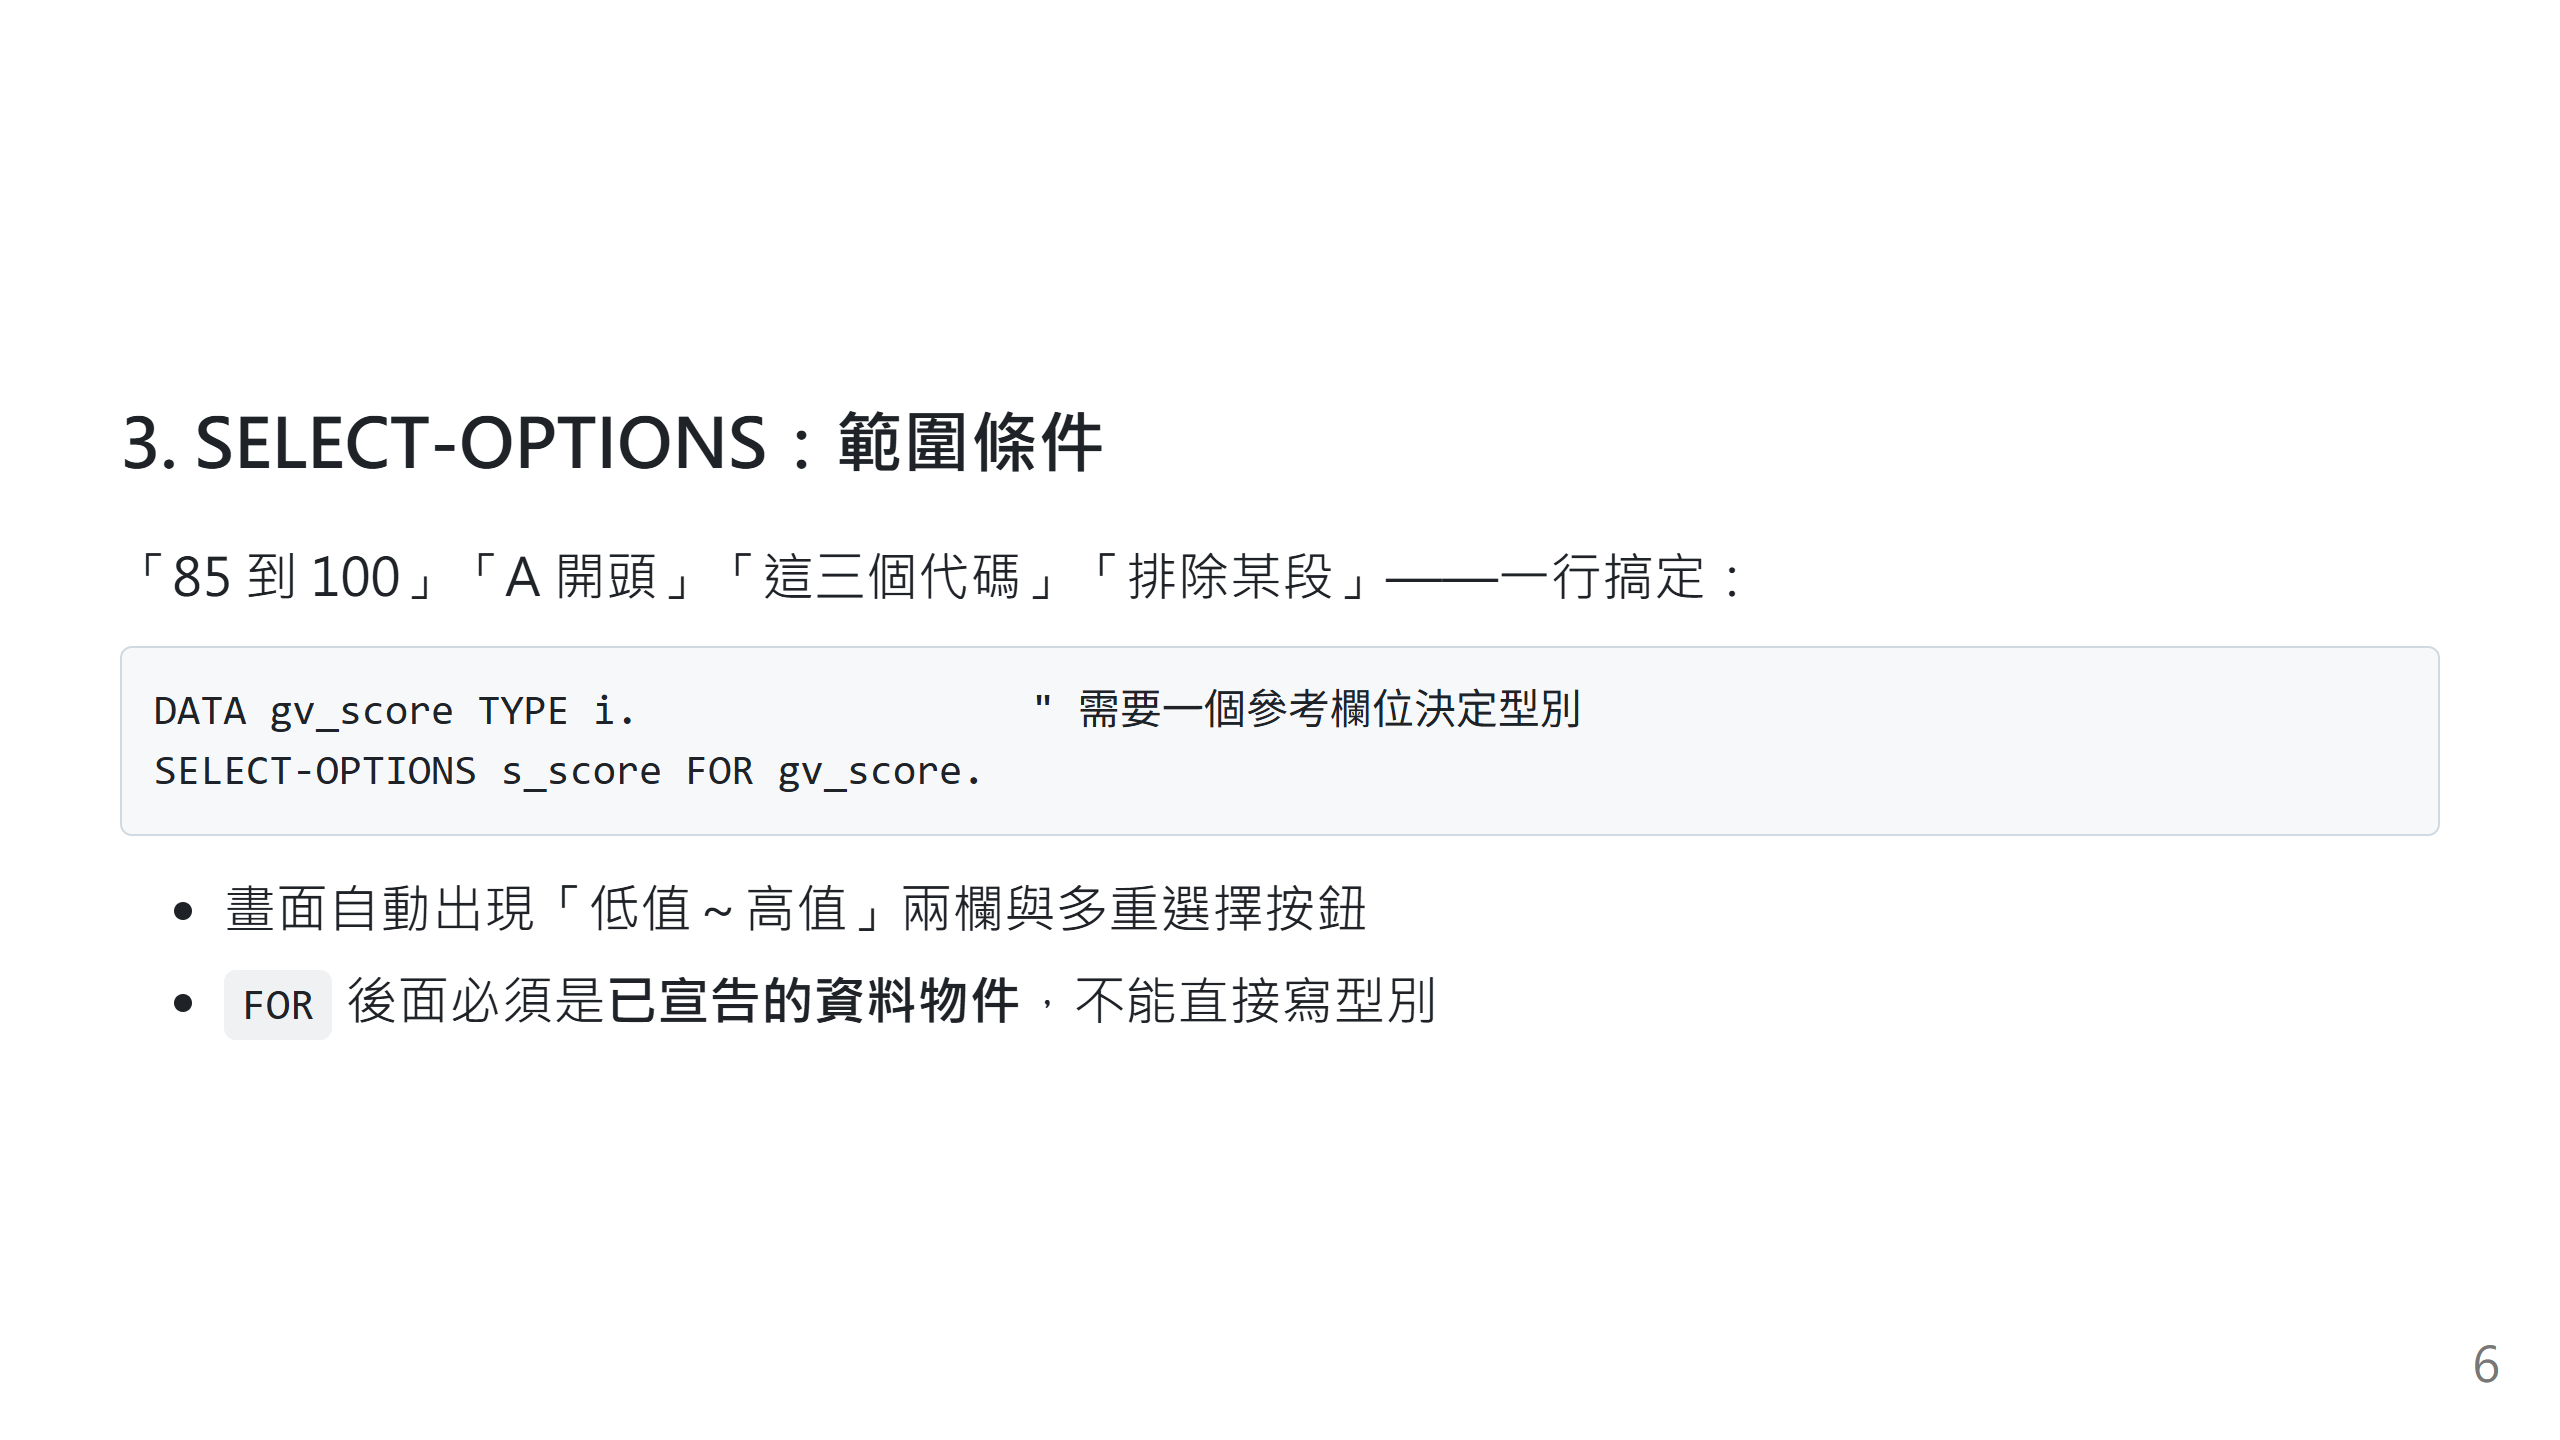 3. SELECT-OPTIONS：範圍條件
「85 到 100」「A 開頭」「這三個代碼」「排除某段」——一行搞定：
DATA gv_score TYPE i.                 " 需要一個參考欄位決定型別
SELECT-OPTIONS s_score FOR gv_score.
• 畫面自動出現「低值 ~ 高值」兩欄與多重選擇按鈕
• FOR 後面必須是已宣告的資料物件，不能直接寫型別
6